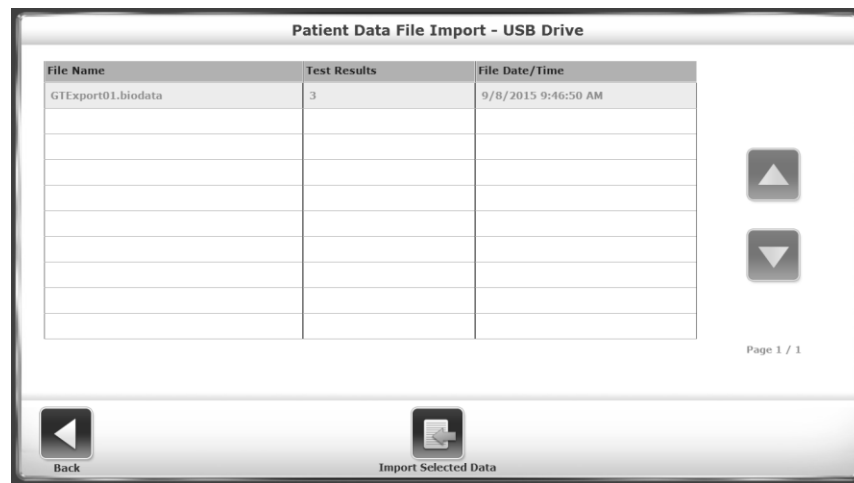 Patient Data File Import - USB Drive
File Name Test Results File Date/Time
GTExport01.biodata 3 9/8/2015 9:46:50 AM
Page 1 / 1
Back Import Selected Data